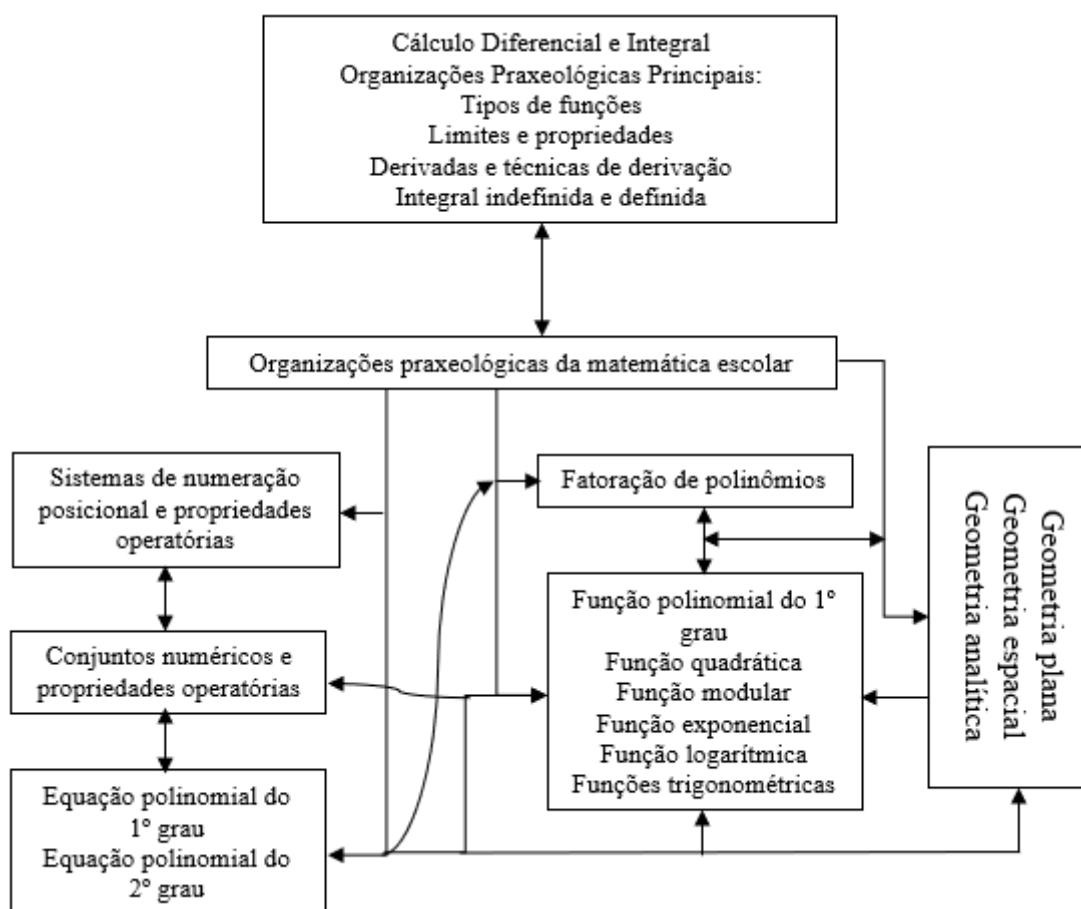 Cálculo Diferencial e Integral
Organizações Praxeológicas Principais:
Tipos de funções
Limites e propriedades
Derivadas e técnicas de derivação
Integral indefinida e definida
Organizações praxeológicas da matemática escolar
Sistemas de numeração
posicional e propriedades
operatórias
Fatoração de polinômios
Geometria plana
Geometria espacial
Geometria analítica
Conjuntos numéricos e
propriedades operatórias
Função polinomial do 1º
grau
Função quadrática
Função modular
Função exponencial
Função logarítmica
Funções trigonométricas
Equação polinomial do
1º grau
Equação polinomial do
2º grau